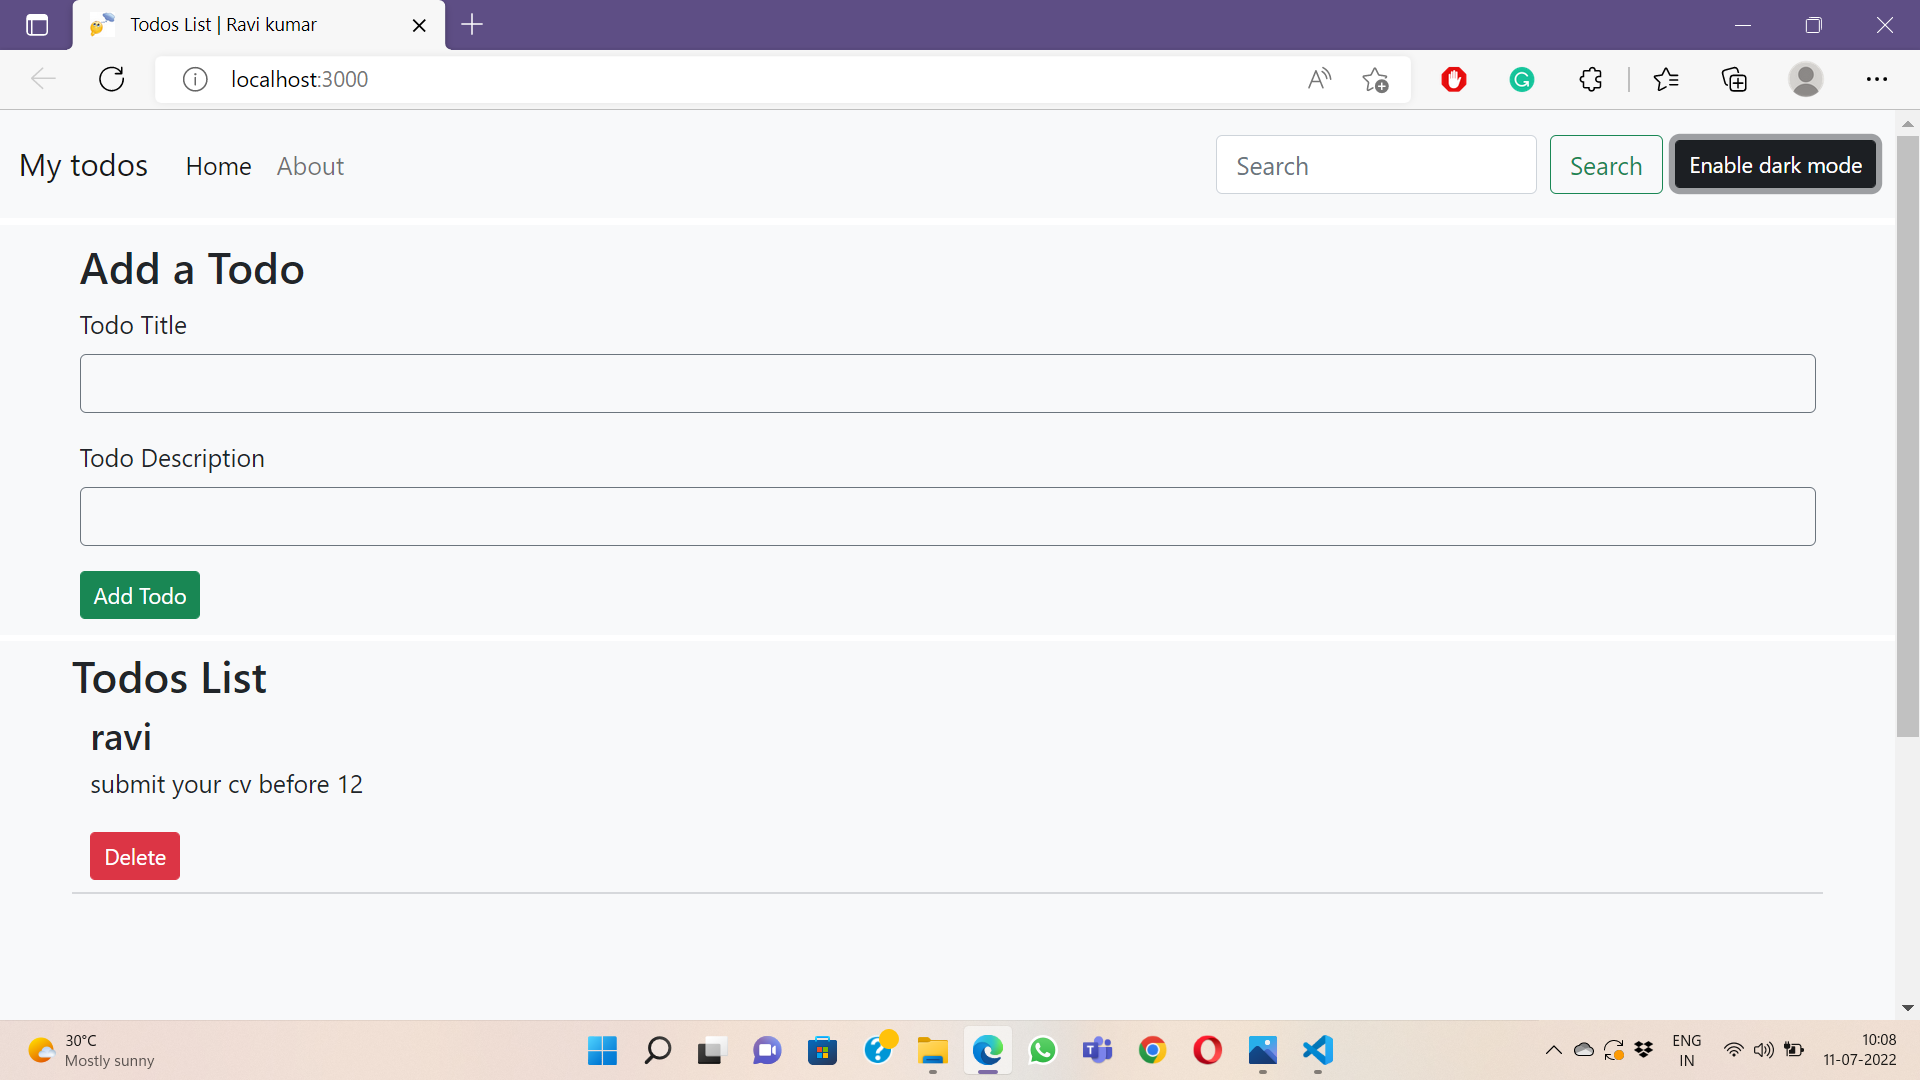 Todos List | Ravi kumar
localhost:3000
My todos
Home
About
Search
Search
Enable dark mode
Add a Todo
Todo Title
Todo Description
Add Todo
Todos List
ravi
submit your cv before 12
Delete
30°C
Mostly sunny
ENG
IN
10:08
11-07-2022